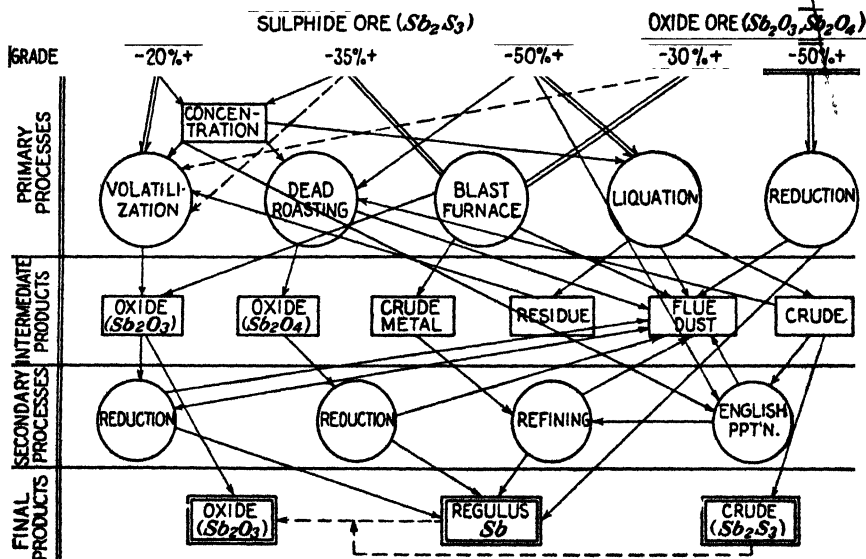 SULPHIDE ORE (Sb₂S₃)
OXIDE ORE (Sb₂O₃, Sb₂O₄)
GRADE
-20%+
-35%+
-50%+
-30%+
-50%+
PRIMARY
PROCESSES
CONCEN-
TRATION
VOLATILI-
ZATION
DEAD
ROASTING
BLAST
FURNACE
LIQUATION
REDUCTION
INTERMEDIATE
PRODUCTS
OXIDE
(Sb₂O₃)
OXIDE
(Sb₂O₄)
CRUDE
METAL
RESIDUE
FLUE
DUST
CRUDE
SECONDARY
PROCESSES
REDUCTION
REDUCTION
REFINING
ENGLISH
PPT'N.
FINAL
PRODUCTS
OXIDE
(Sb₂O₃)
REGULUS
Sb
CRUDE
(Sb₂S₃)